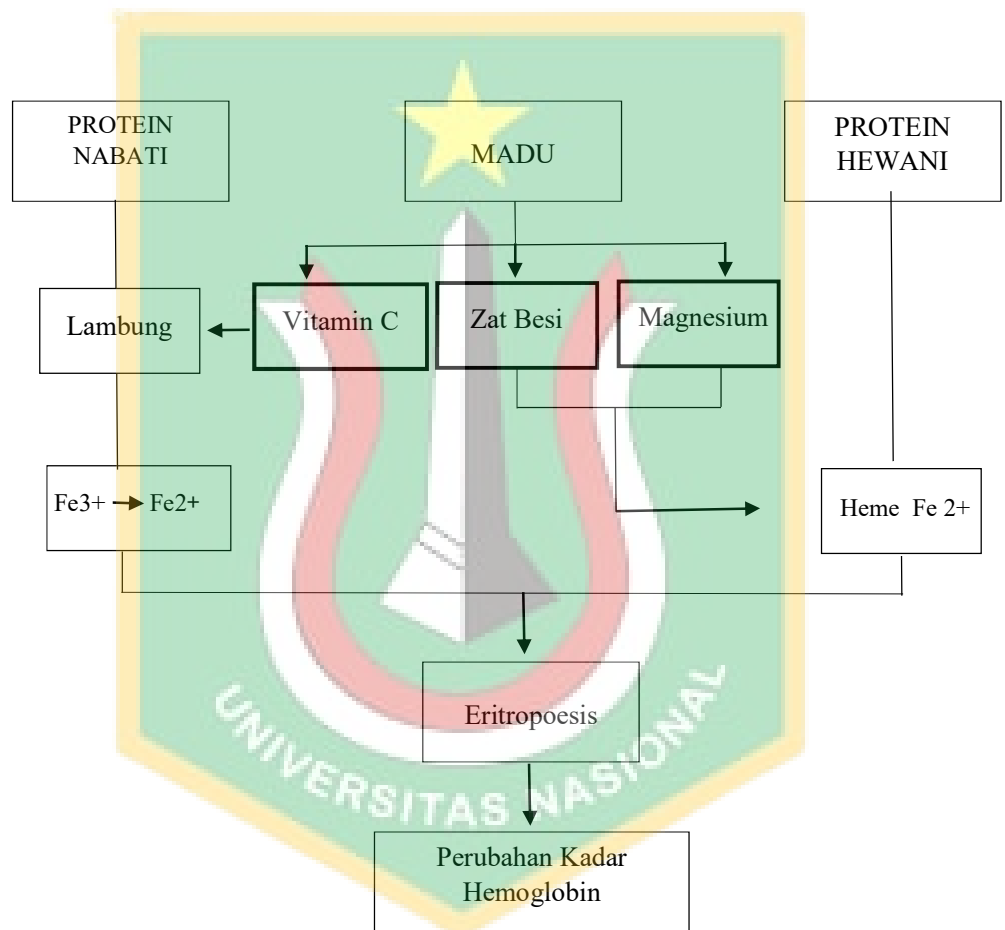 PROTEIN
NABATI
MADU
PROTEIN
HEWANI
Lambung
Vitamin C
Zat Besi
Magnesium
Fe3+ → Fe2+
Heme Fe 2+
Eritropoesis
UNIVERSITAS NASIONAL
Perubahan Kadar
Hemoglobin